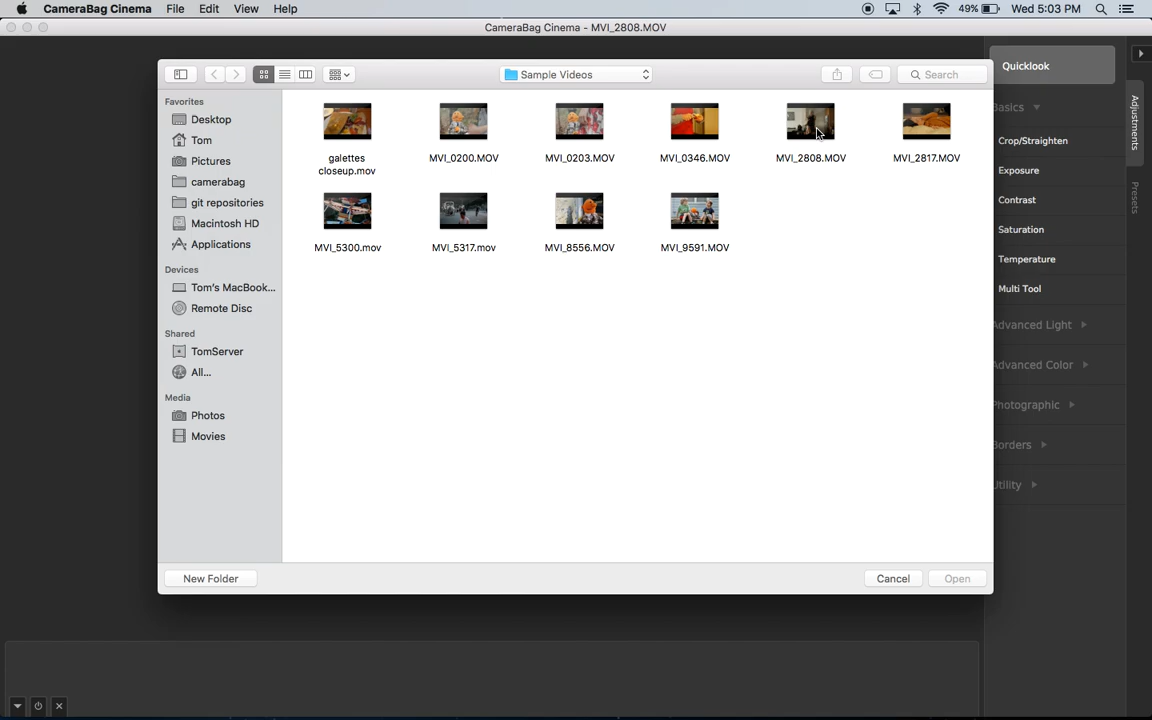 CameraBag Cinema File Edit View Help 49% Wed 5:03 PM
CameraBag Cinema - MVI_2808.MOV
Sample Videos
Search
Favorites
Desktop
Tom
Pictures
camerabag
git repositories
Macintosh HD
Applications
Devices
Tom's MacBook...
Remote Disc
Shared
TomServer
All...
Media
Photos
Movies
galettes
closeup.mov
MVI_0200.MOV
MVI_0203.MOV
MVI_0346.MOV
MVI_2808.MOV
MVI_2817.MOV
MVI_5300.mov
MVI_5317.mov
MVI_8556.MOV
MVI_9591.MOV
New Folder
Cancel
Open
Quicklook
Basics
Crop/Straighten
Exposure
Contrast
Saturation
Temperature
Multi Tool
Advanced Light
Advanced Color
Photographic
Borders
Utility
Adjustments
Presets